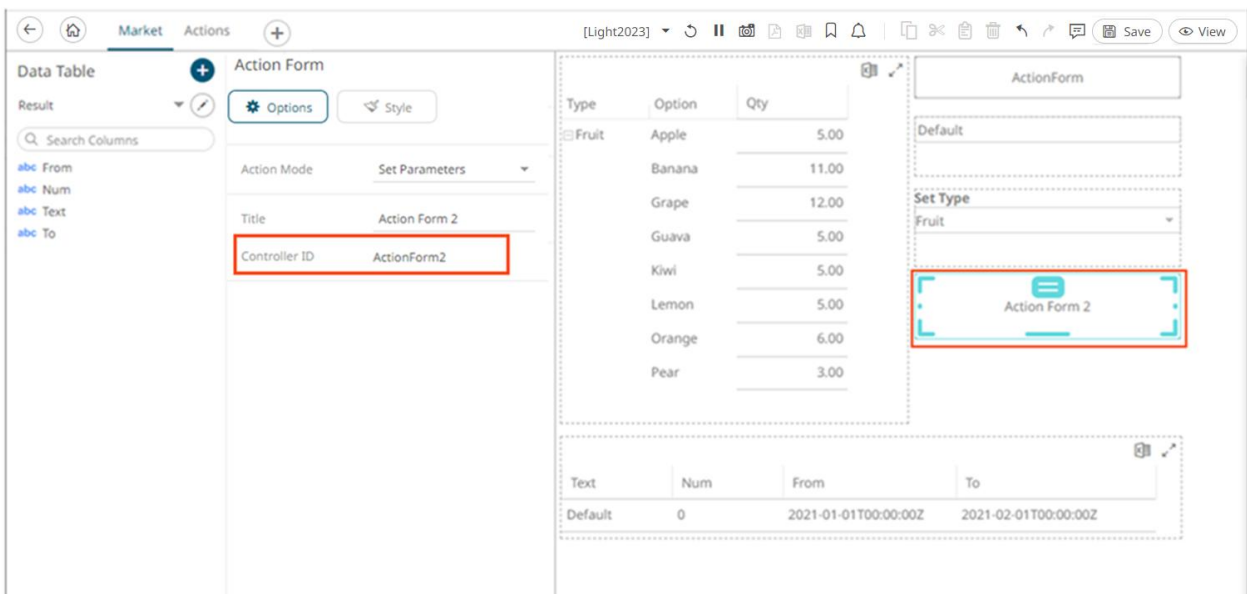 Market Actions [Light2023] Save View
Data Table
Result
Search Columns
abc From
abc Num
abc Text
abc To
Action Form
Options Style
Action Mode Set Parameters
Title Action Form 2
Controller ID ActionForm2
Type Option Qty
Fruit Apple 5.00
Banana 11.00
Grape 12.00
Guava 5.00
Kiwi 5.00
Lemon 5.00
Orange 6.00
Pear 3.00
ActionForm
Default
Set Type
Fruit
Action Form 2
Text Num From To
Default 0 2021-01-01T00:00:00Z 2021-02-01T00:00:00Z